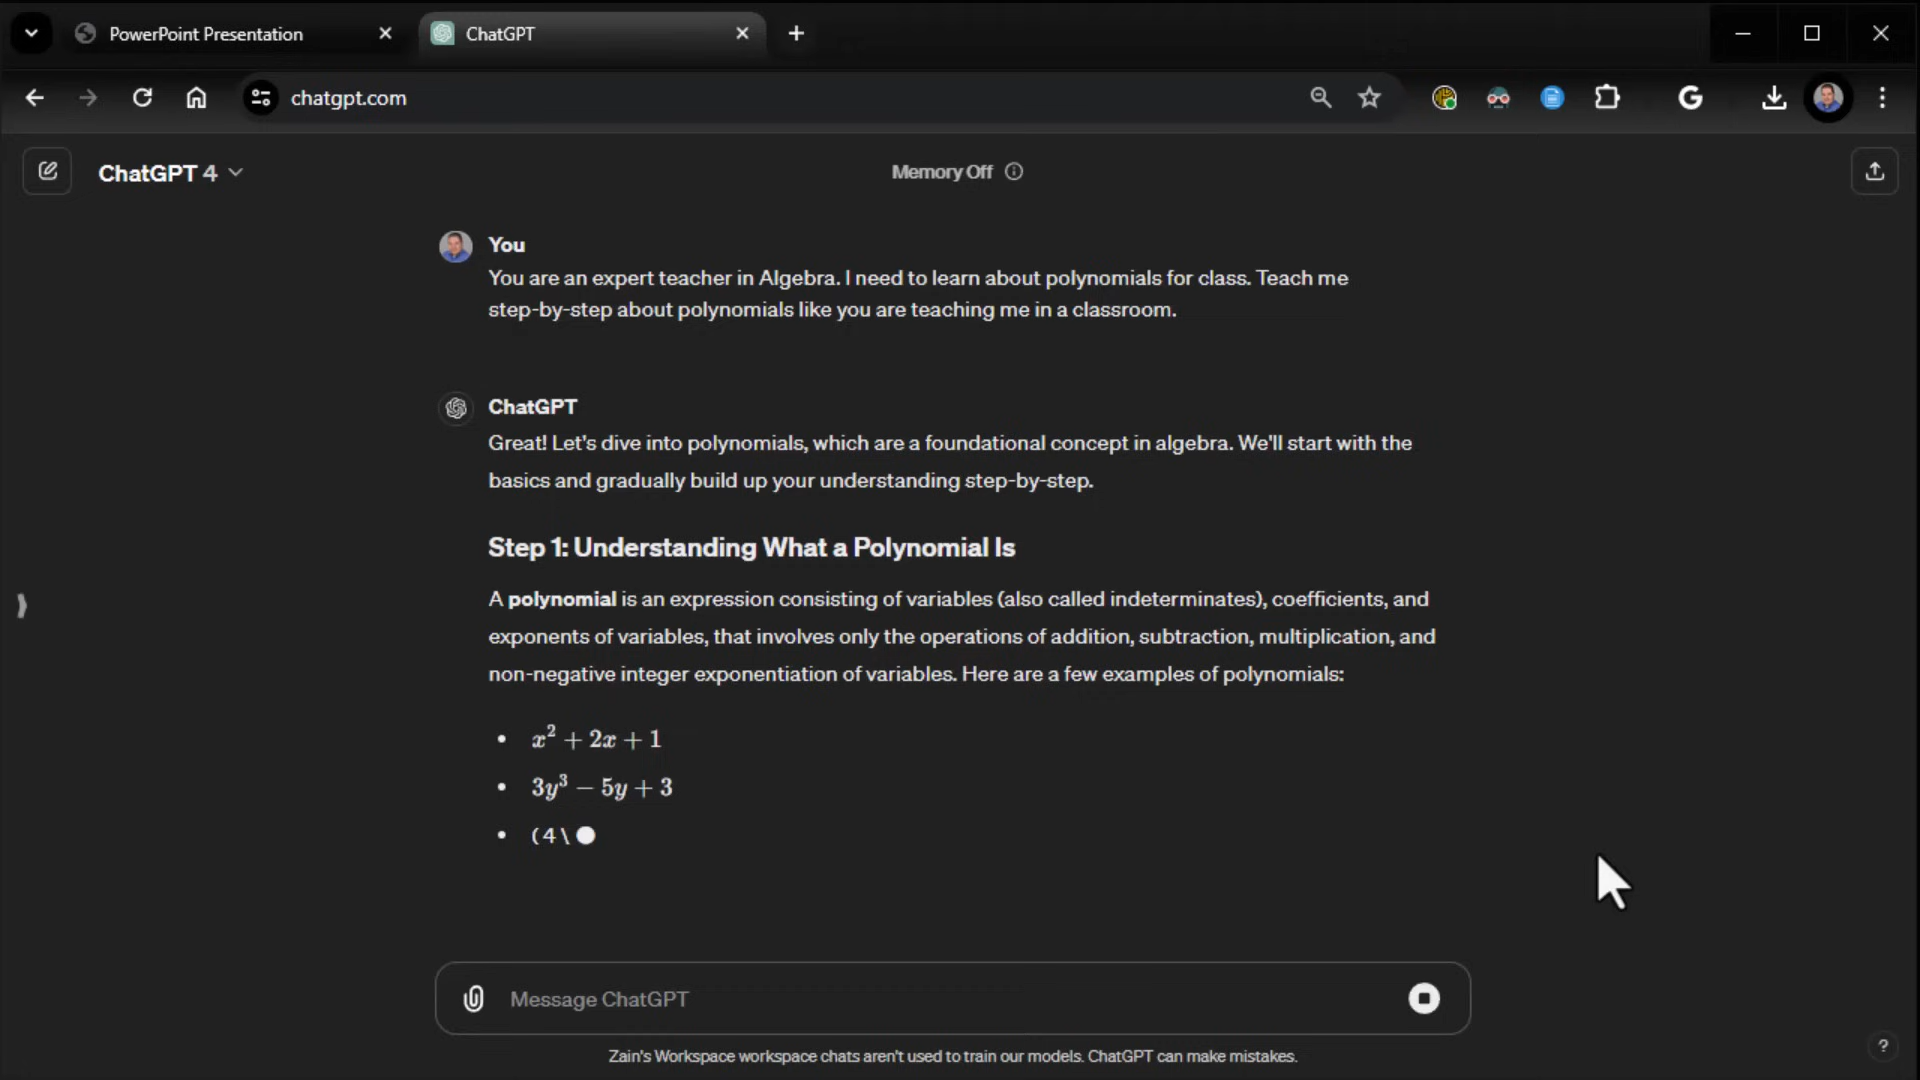 PowerPoint Presentation
ChatGPT
chatgpt.com
ChatGPT 4
Memory Off
You
You are an expert teacher in Algebra. I need to learn about polynomials for class. Teach me
step-by-step about polynomials like you are teaching me in a classroom.
ChatGPT
Great! Let's dive into polynomials, which are a foundational concept in algebra. We'll start with the
basics and gradually build up your understanding step-by-step.
Step 1: Understanding What a Polynomial Is
A polynomial is an expression consisting of variables (also called indeterminates), coefficients, and
exponents of variables, that involves only the operations of addition, subtraction, multiplication, and
non-negative integer exponentiation of variables. Here are a few examples of polynomials:
• x² + 2x + 1
• 3y³ − 5y + 3
• (4\
Message ChatGPT
Zain's Workspace workspace chats aren't used to train our models. ChatGPT can make mistakes.
?